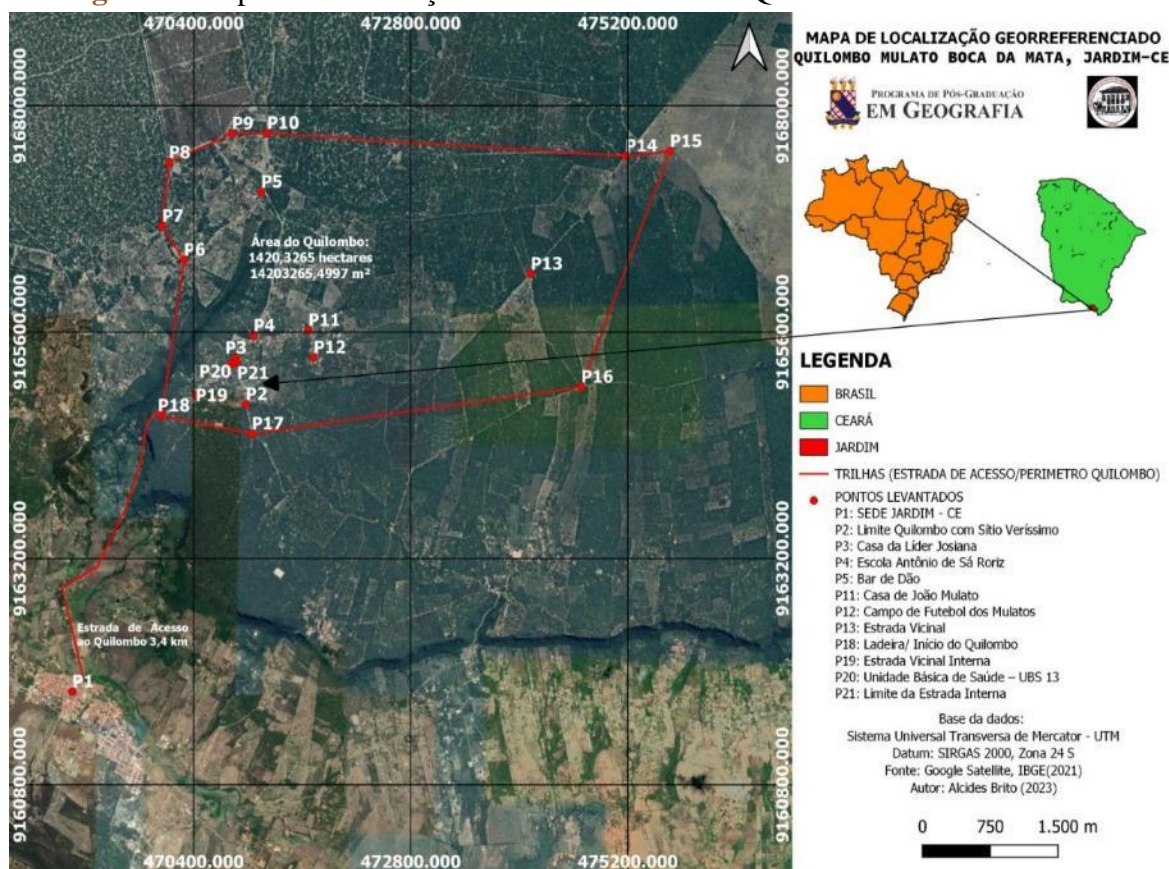 470400.000 472800.000 475200.000
9168000.000
9165600.000
9163200.000
9160800.000
P9 P10
P8
P14 P15
P5
P7
P6
Área do Quilombo:
1420,3265 hectares
14203265,4997 m²
P13
P4 P11
P3 P12
P20 P21
P19 P2
P16
P18
P17
Estrada de Acesso
ao Quilombo 3,4 km
P1
9168000.000
9165600.000
9163200.000
9160800.000
470400.000 472800.000 475200.000
MAPA DE LOCALIZAÇÃO GEORREFERENCIADO
QUILOMBO MULATO BOCA DA MATA, JARDIM-CE
PROGRAMA DE PÓS-GRADUAÇÃO
EM GEOGRAFIA
LEGENDA
BRASIL
CEARÁ
JARDIM
TRILHAS (ESTRADA DE ACESSO/PERIMETRO QUILOMBO)
PONTOS LEVANTADOS
P1: SEDE JARDIM - CE
P2: Limite Quilombo com Sítio Veríssimo
P3: Casa da Líder Josiana
P4: Escola Antônio de Sá Roriz
P5: Bar de Dão
P11: Casa de João Mulato
P12: Campo de Futebol dos Mulatos
P13: Estrada Vicinal
P18: Ladeira/ Início do Quilombo
P19: Estrada Vicinal Interna
P20: Unidade Básica de Saúde – UBS 13
P21: Limite da Estrada Interna
Base da dados:
Sistema Universal Transversa de Mercator - UTM
Datum: SIRGAS 2000, Zona 24 S
Fonte: Google Satellite, IBGE(2021)
Autor: Alcides Brito (2023)
0 750 1.500 m